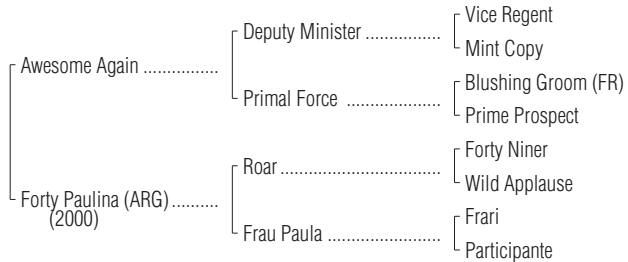 Vice Regent
Deputy Minister ..................
Mint Copy
Awesome Again ................
Blushing Groom (FR)
Primal Force ......................
Prime Prospect
Forty Niner
Roar ......................................
Wild Applause
Forty Paulina (ARG) ..........
(2000)
Frari
Frau Paula ..........................
Participante